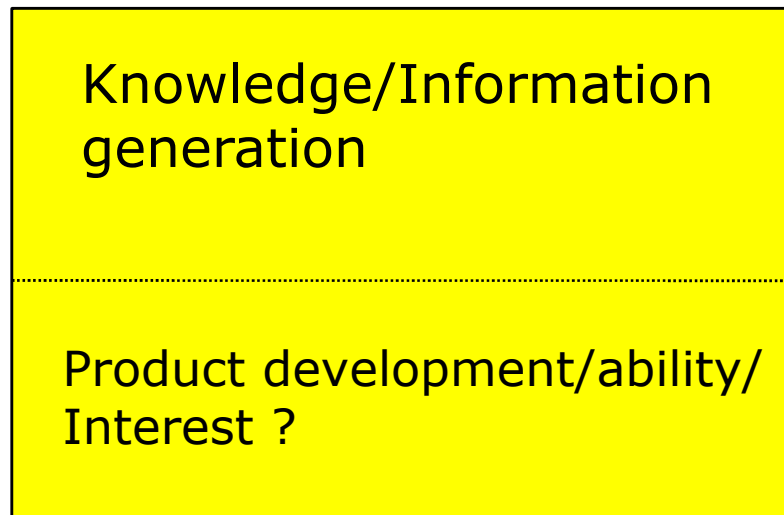 Knowledge/Information
generation
Product development/ability/
Interest ?